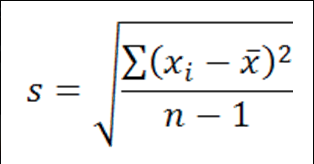 s = √(∑(xᵢ − x̄)² / (n − 1))